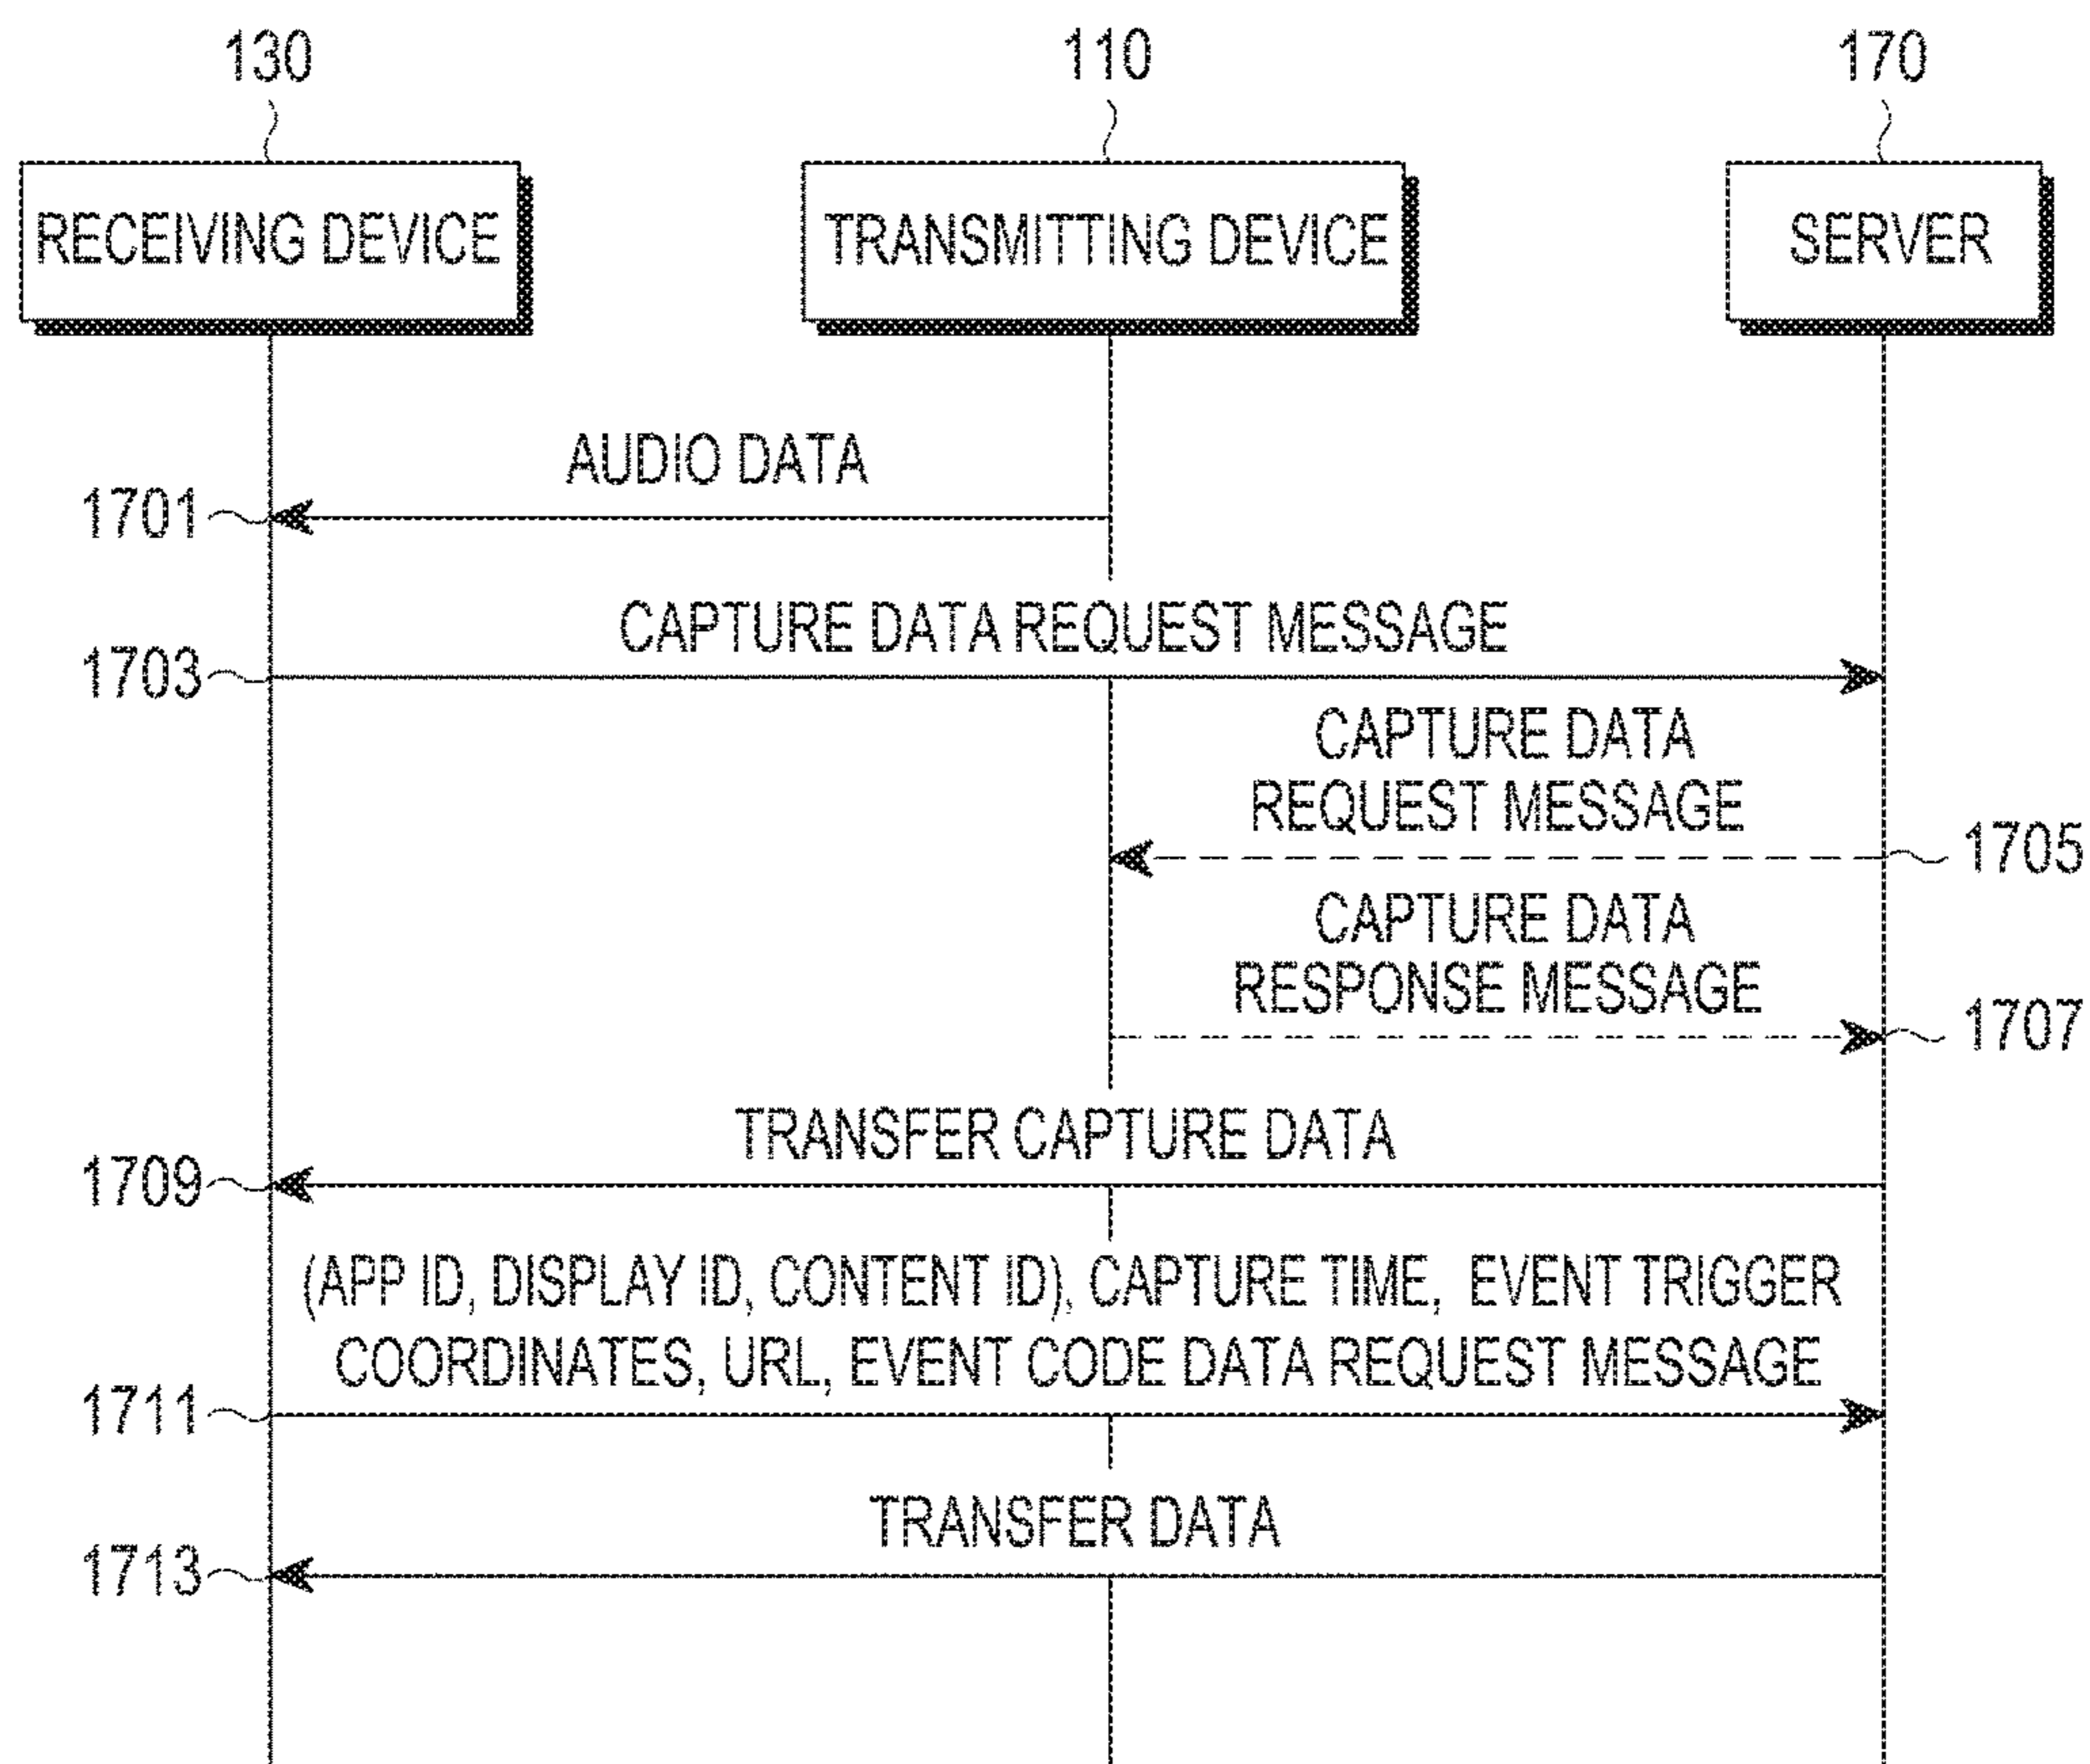 130
110
170
RECEIVING DEVICE
TRANSMITTING DEVICE
SERVER
AUDIO DATA
1701
CAPTURE DATA REQUEST MESSAGE
1703
CAPTURE DATA
REQUEST MESSAGE
1705
CAPTURE DATA
RESPONSE MESSAGE
1707
TRANSFER CAPTURE DATA
1709
(APP ID, DISPLAY ID, CONTENT ID), CAPTURE TIME, EVENT TRIGGER
COORDINATES, URL, EVENT CODE DATA REQUEST MESSAGE
1711
TRANSFER DATA
1713